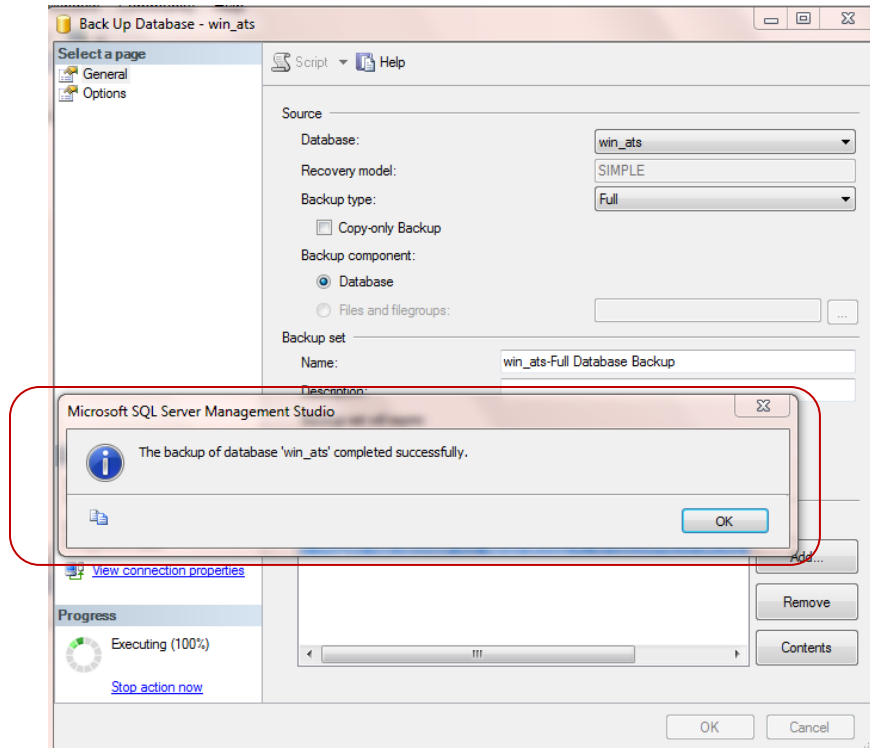 Back Up Database - win_ats
Select a page
General
Options
Script
Help
Source
Database:
win_ats
Recovery model:
SIMPLE
Backup type:
Full
Copy-only Backup
Backup component:
Database
Files and filegroups:
...
Backup set
Name:
win_ats-Full Database Backup
Description:
Microsoft SQL Server Management Studio
The backup of database 'win_ats' completed successfully.
OK
View connection properties
Add...
Progress
Remove
Executing (100%)
Contents
Stop action now
OK
Cancel